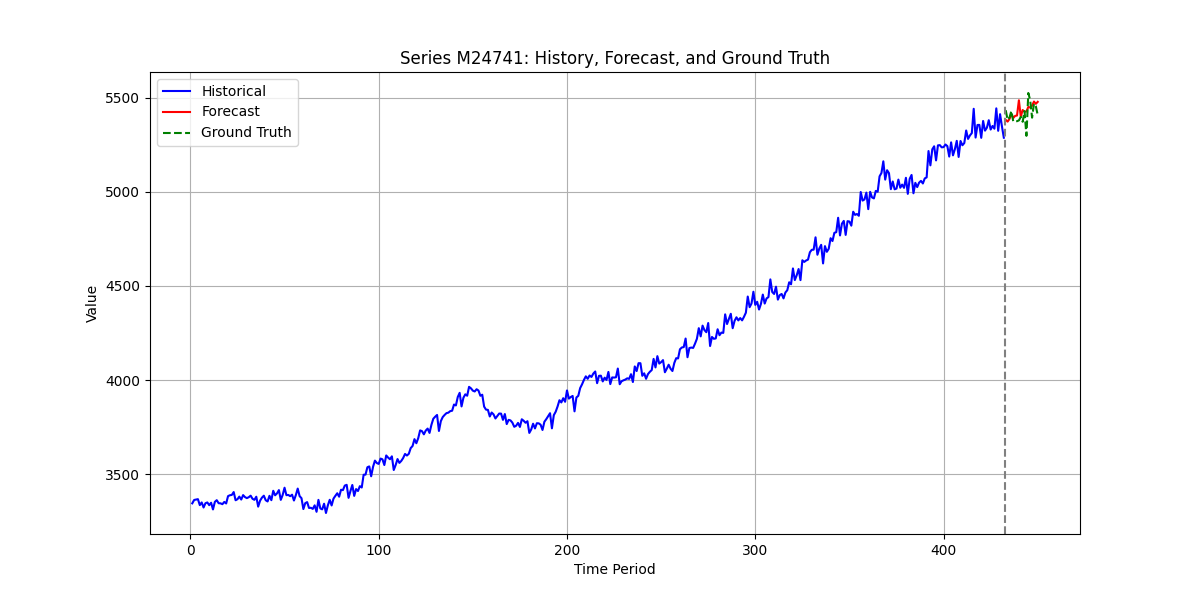 Series M24741: History, Forecast, and Ground Truth
Historical
Forecast
Ground Truth
5500
5000
4500
4000
3500
Value
0 100 200 300 400
Time Period